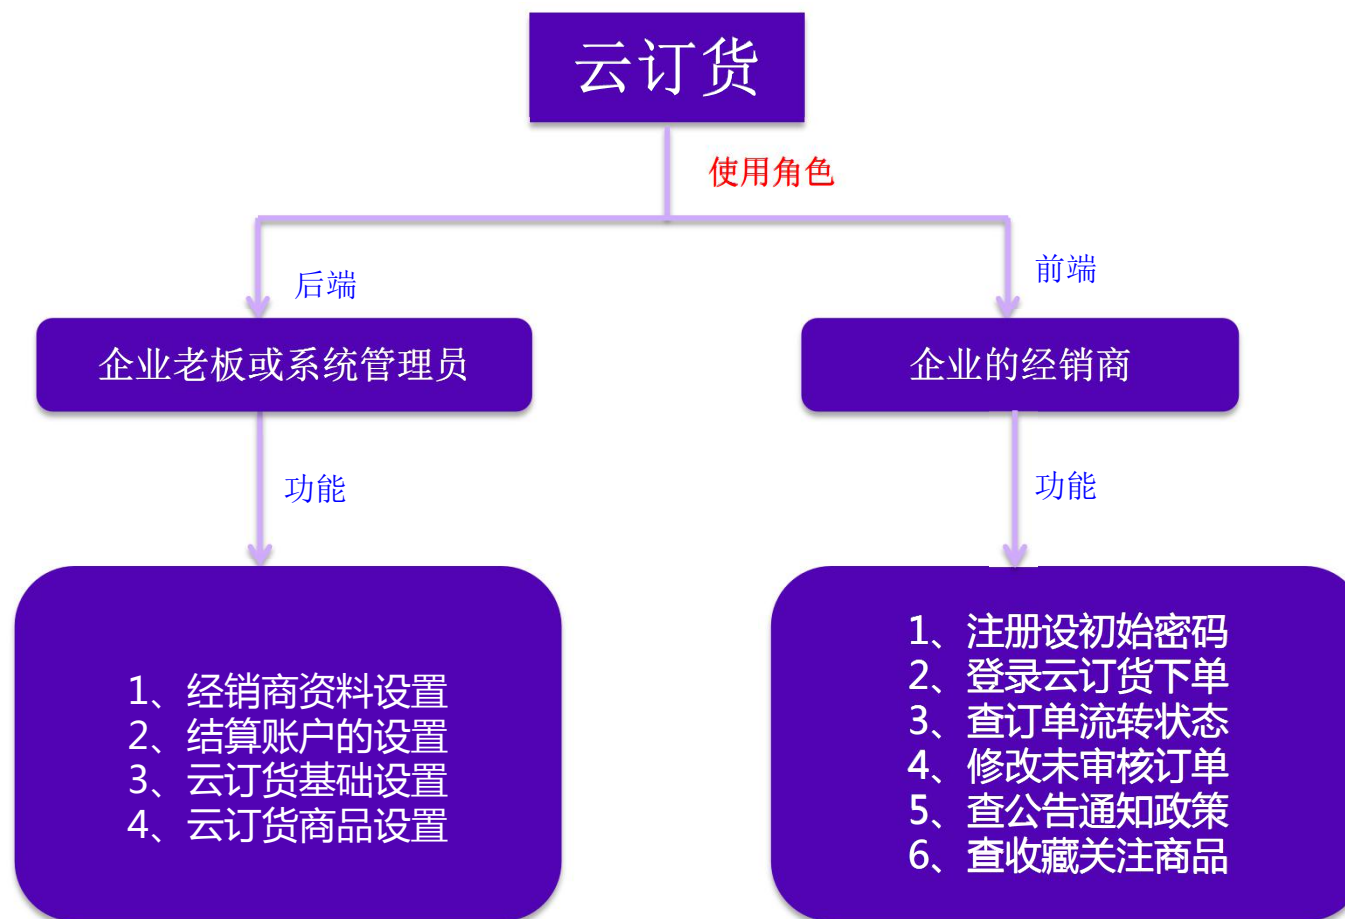 云订货
使用角色
后端
前端
企业老板或系统管理员
企业的经销商
功能
功能
1、经销商资料设置
2、结算账户的设置
3、云订货基础设置
4、云订货商品设置
1、注册设初始密码
2、登录云订货下单
3、查订单流转状态
4、修改未审核订单
5、查公告通知政策
6、查收藏关注商品